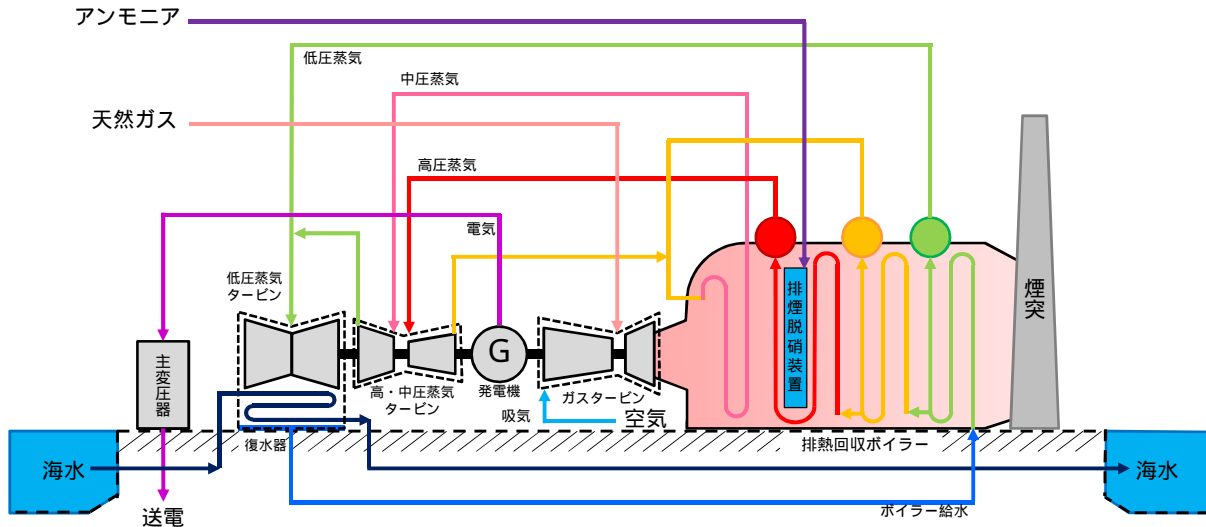 アンモニア
低圧蒸気
中圧蒸気
天然ガス
高圧蒸気
電気
低圧蒸気
タービン
排煙脱硝装置
煙突
主変圧器
G
発電機
高・中圧蒸気
タービン
ガスタービン
吸気
空気
復水器
排熱回収ボイラー
海水
海水
送電
ボイラー給水